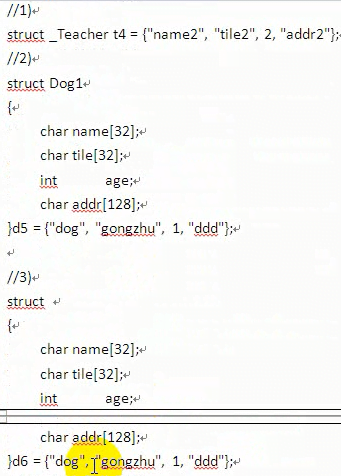 //1)
struct _Teacher t4 = {"name2", "tile2", 2, "addr2"};
//2)
struct Dog1
{
char name[32];
char tile[32];
int age;
char addr[128];
}d5 = {"dog", "gongzhu", 1, "ddd"};
//3)
struct
{
char name[32];
char tile[32];
int age;
char addr[128];
}d6 = {"dog", "gongzhu", 1, "ddd"};